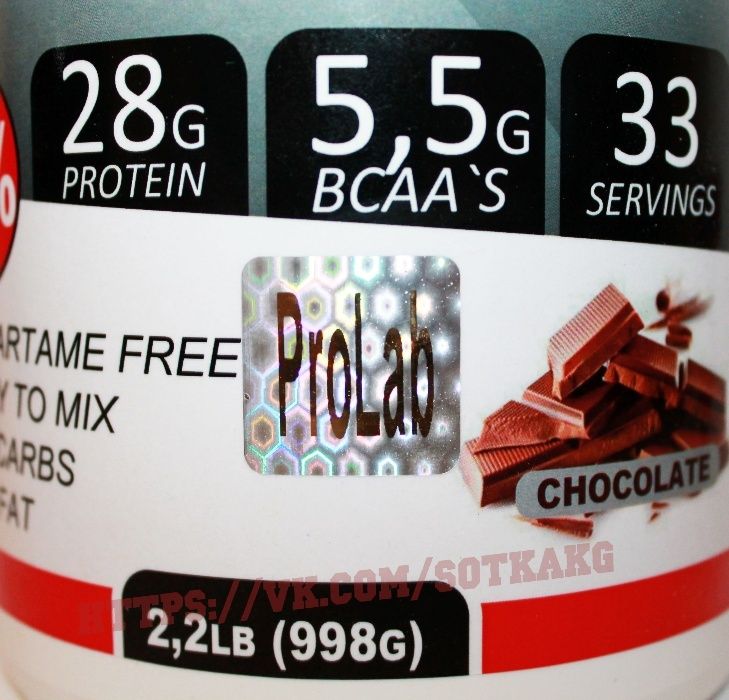 28G
PROTEIN
5,5G
BCAA`S
33
SERVINGS
%
ARTAME FREE
Y TO MIX
CARBS
FAT
ProLab
CHOCOLATE
HTTPS://VK.COM/SOTKAKG
2,2LB (998G)